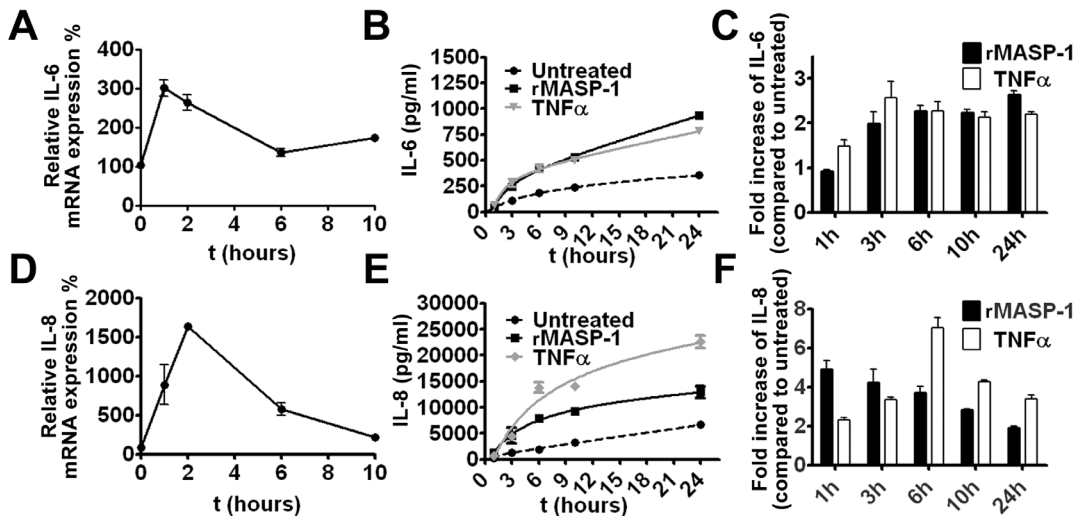 A
Relative IL-6
mRNA expression %
400
300
200
100
0
0 2 4 6 8 10
t (hours)
B
IL-6 (pg/ml)
1500
1250
1000
750
500
250
0
Untreated
rMASP-1
TNFα
0 3 6 9 12 15 18 21 24
t (hours)
C
Fold increase of IL-6
(compared to untreated)
3
2
1
0
rMASP-1
TNFα
1h 3h 6h 10h 24h
D
Relative IL-8
mRNA expression %
2000
1500
1000
500
0
0 2 4 6 8 10
t (hours)
E
IL-8 (pg/ml)
30000
25000
20000
15000
10000
5000
0
Untreated
rMASP-1
TNFα
0 3 6 9 12 15 18 21 24
t (hours)
F
Fold increase of IL-8
(compared to untreated)
8
6
4
2
0
rMASP-1
TNFα
1h 3h 6h 10h 24h